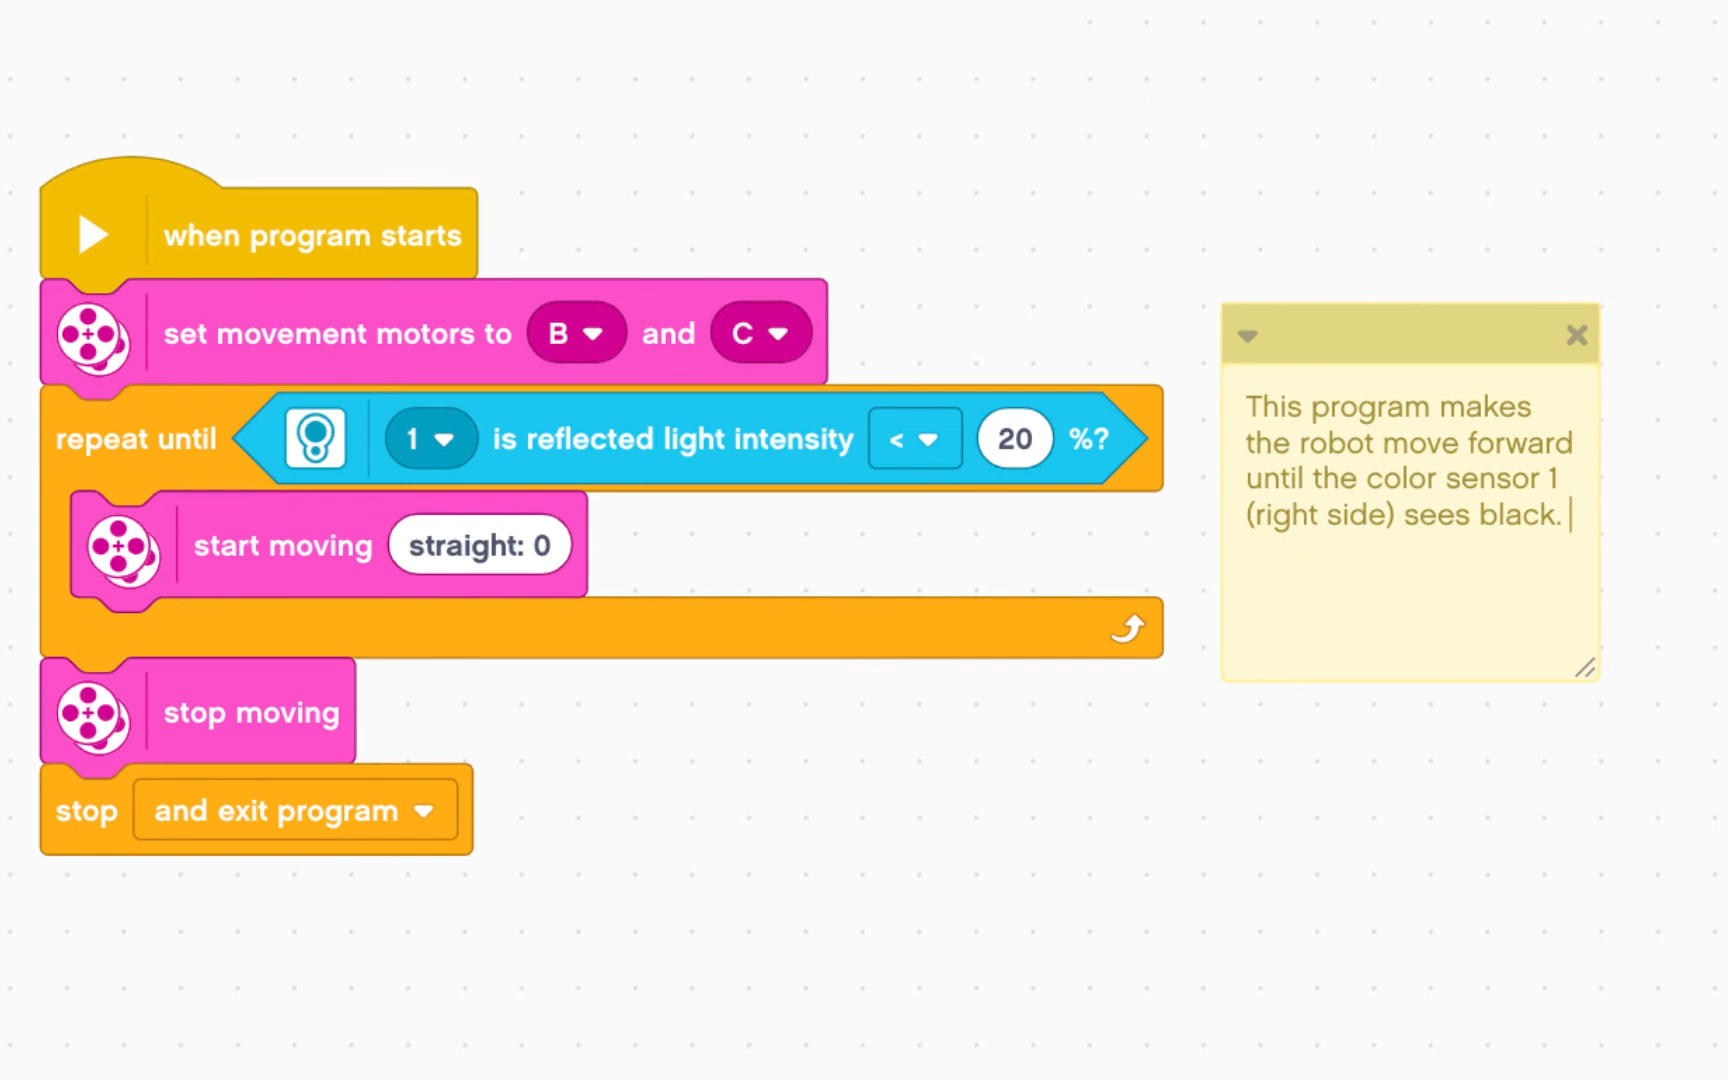 when program starts
set movement motors to B and C
repeat until 1 is reflected light intensity < 20 %?
start moving straight: 0
stop moving
stop and exit program
This program makes
the robot move forward
until the color sensor 1
(right side) sees black.